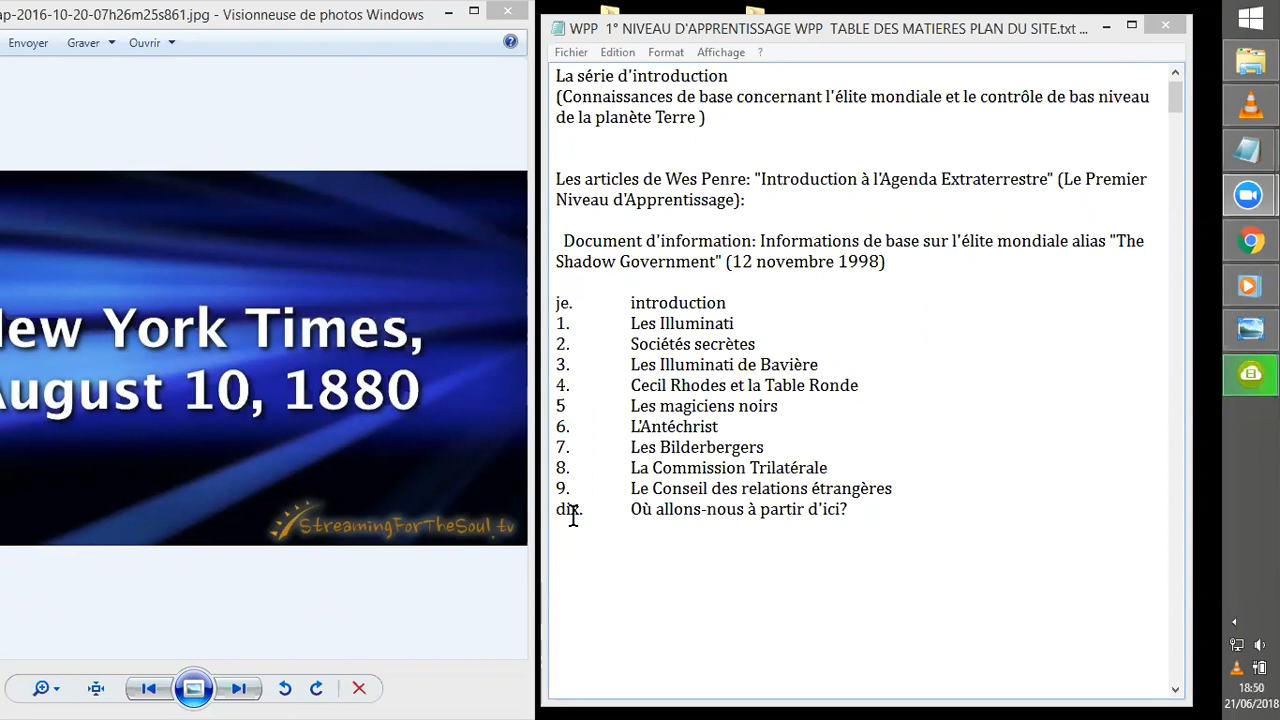 ap-2016-10-20-07h26m25s861.jpg - Visionneuse de photos Windows
Envoyer Graver Ouvrir
New York Times,
August 10, 1880
StreamingForTheSoul.tv
WPP 1° NIVEAU D'APPRENTISSAGE WPP TABLE DES MATIERES PLAN DU SITE.txt ...
Fichier Edition Format Affichage ?
La série d'introduction
(Connaissances de base concernant l'élite mondiale et le contrôle de bas niveau
de la planète Terre )
Les articles de Wes Penre: "Introduction à l'Agenda Extraterrestre" (Le Premier
Niveau d'Apprentissage):
Document d'information: Informations de base sur l'élite mondiale alias "The
Shadow Government" (12 novembre 1998)
je. introduction
1. Les Illuminati
2. Sociétés secrètes
3. Les Illuminati de Bavière
4. Cecil Rhodes et la Table Ronde
5 Les magiciens noirs
6. L'Antéchrist
7. Les Bilderbergers
8. La Commission Trilatérale
9. Le Conseil des relations étrangères
dix. Où allons-nous à partir d'ici?
18:50
21/06/2018